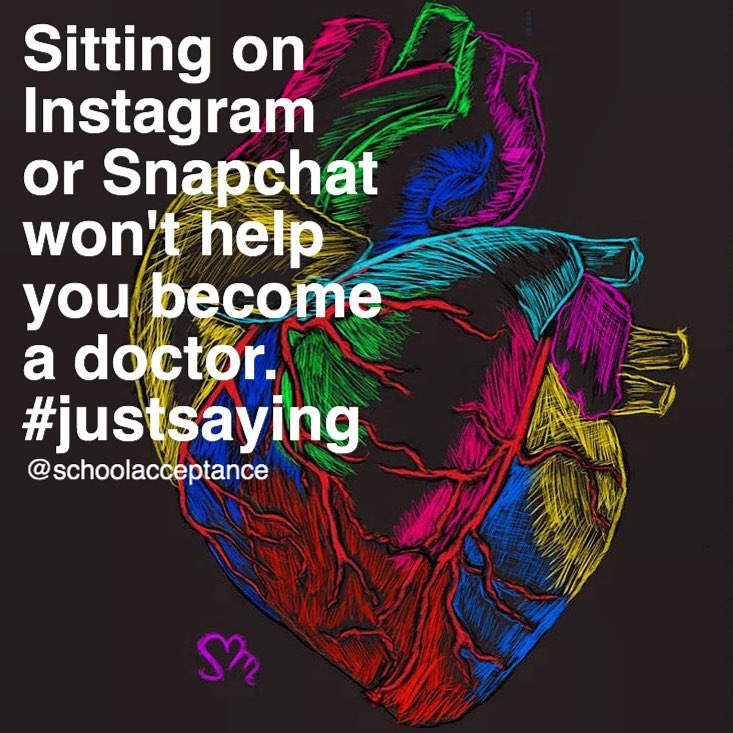 Sitting on
Instagram
or Snapchat
won't help
you become
a doctor.
#justsaying
@schoolacceptance